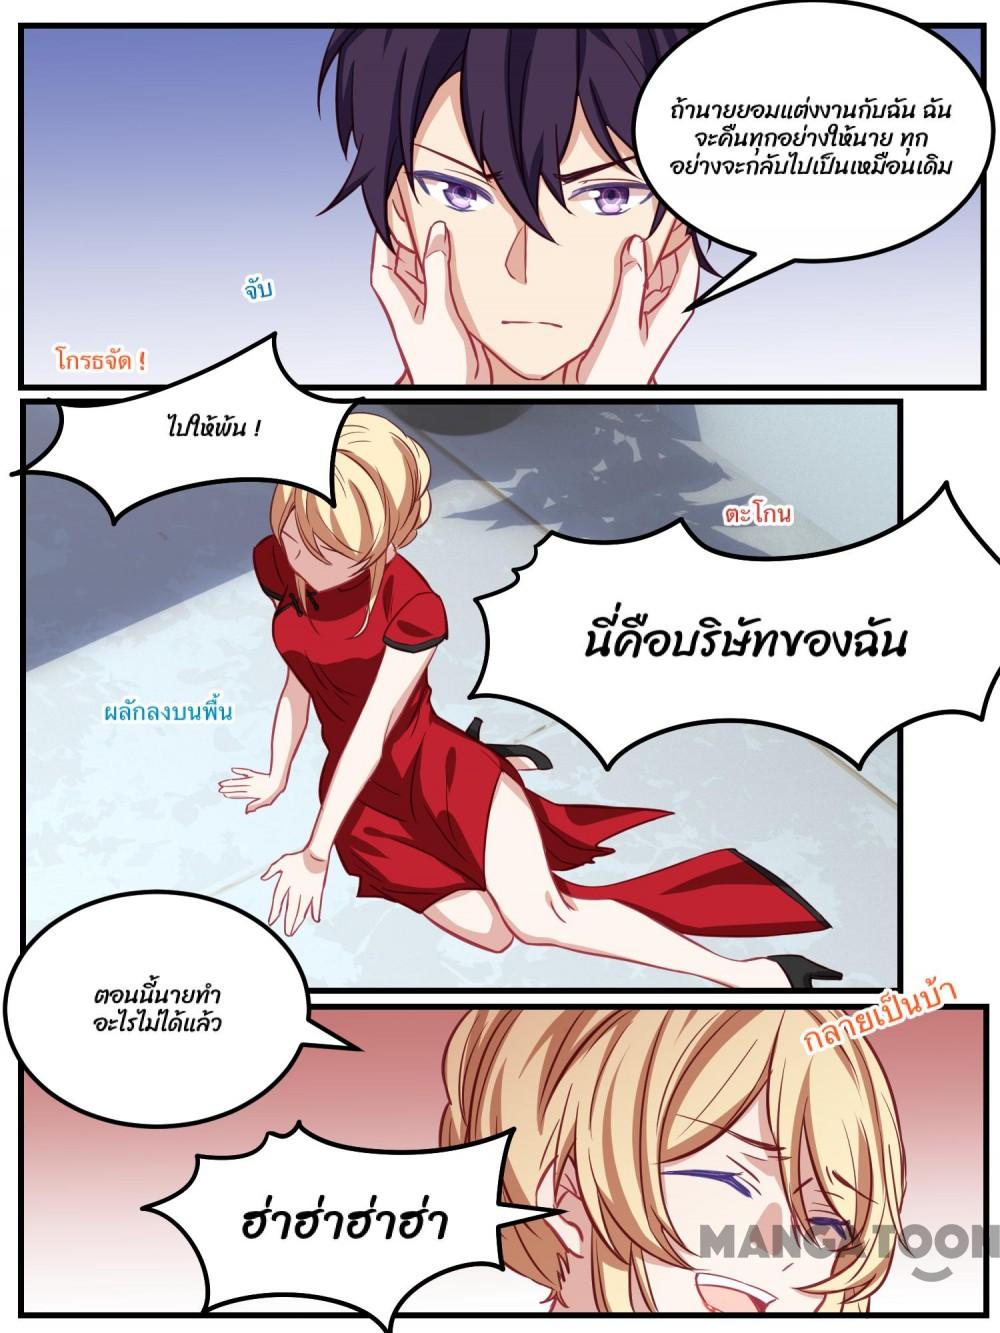 ถ้านายยอมแต่งงานกับฉัน ฉัน
จะคืนทุกอย่างให้นาย ทุก
อย่างจะกลับไปเป็นเหมือนเดิม
จับ
โกรธจัด !
ไปให้พ้น !
ตะโกน
นี่คือบริษัทของฉัน
ผลักลงบนพื้น
ตอนนี้นายทำ
อะไรไม่ได้แล้ว
กลายเป็นบ้า
ฮ่าฮ่าฮ่าฮ่า
MANGATOON